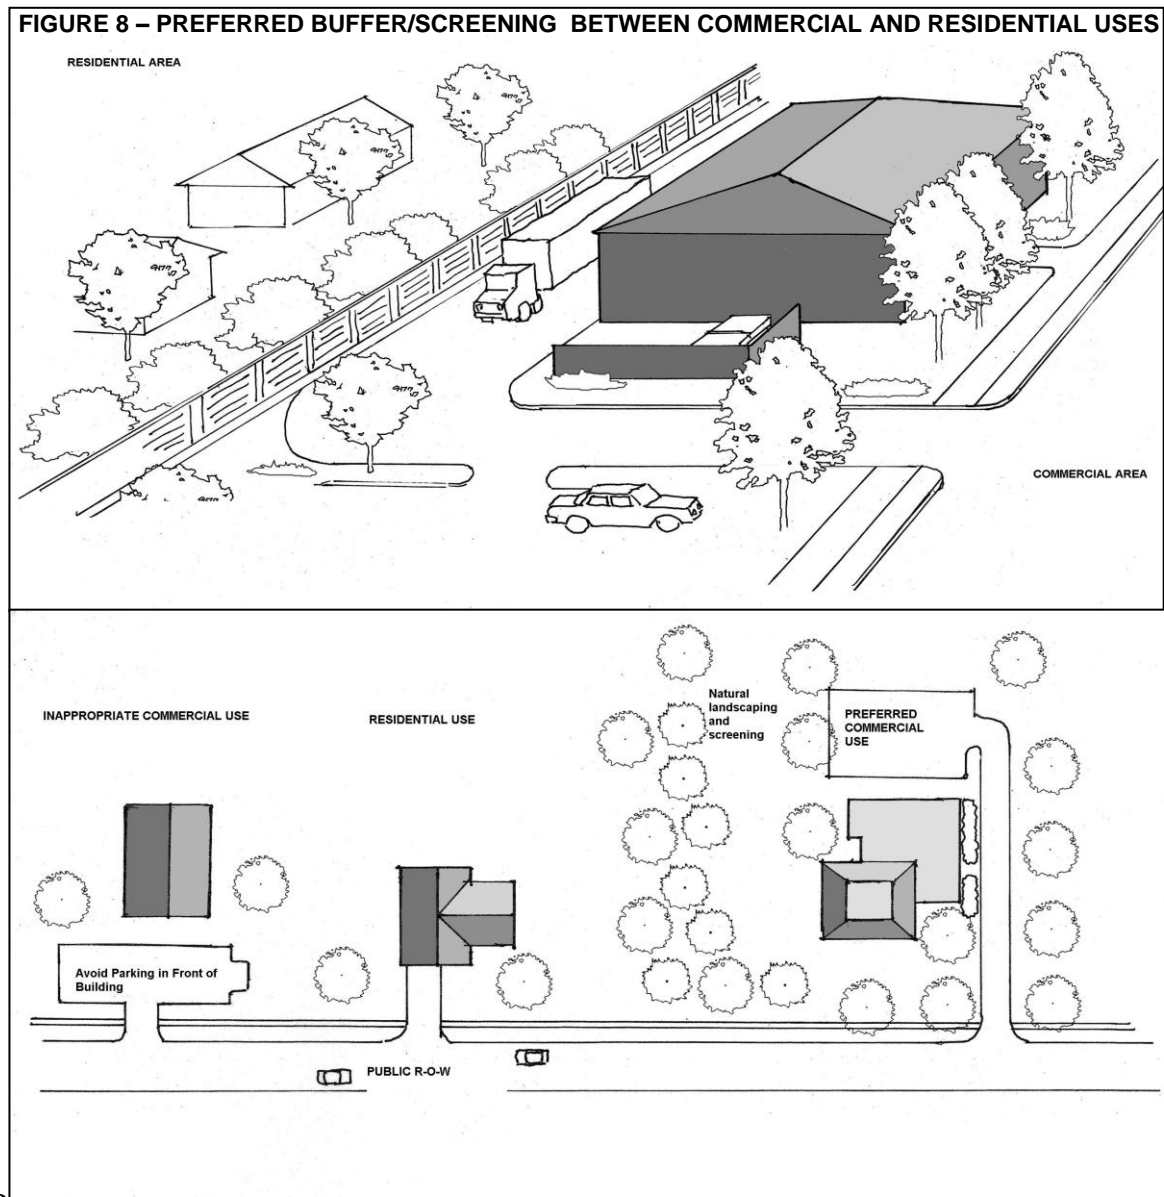 FIGURE 8 – PREFERRED BUFFER/SCREENING BETWEEN COMMERCIAL AND RESIDENTIAL USES
RESIDENTIAL AREA
COMMERCIAL AREA
INAPPROPRIATE COMMERCIAL USE
RESIDENTIAL USE
Natural
landscaping
and
screening
PREFERRED
COMMERCIAL
USE
Avoid Parking in Front of
Building
PUBLIC R-O-W